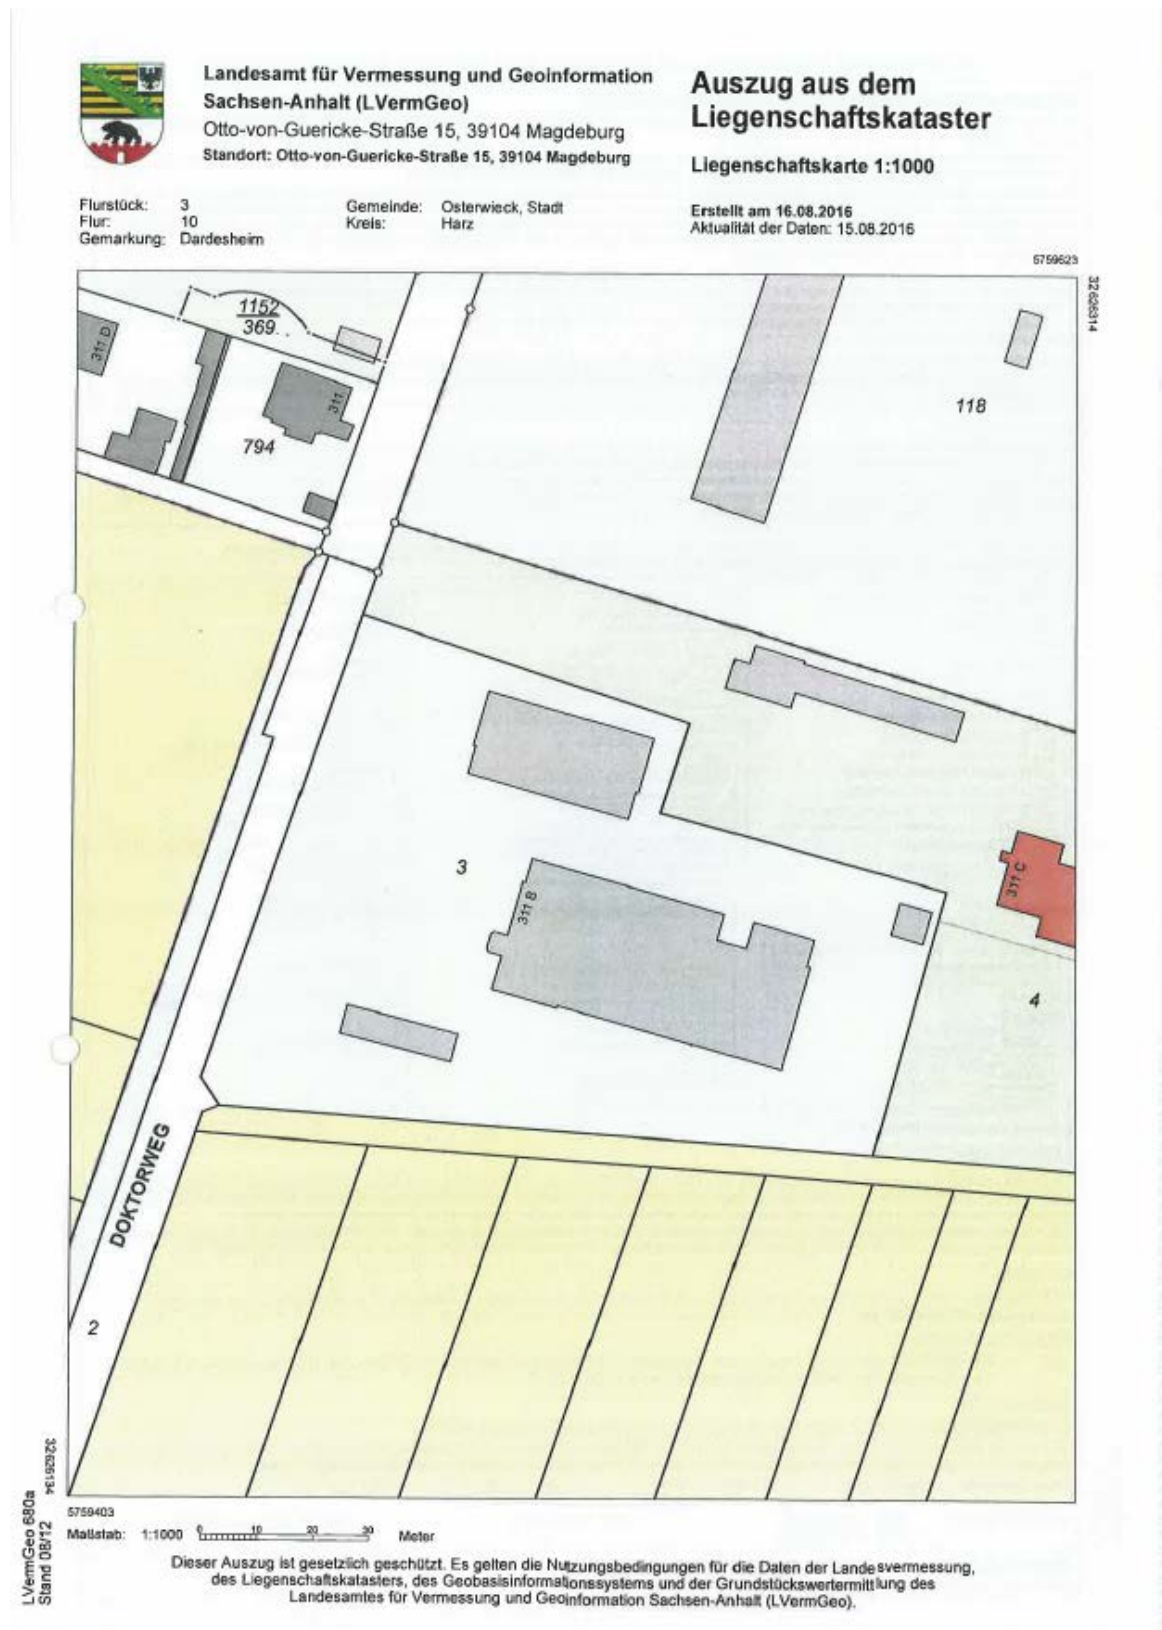 Landesamt für Vermessung und Geoinformation
Sachsen-Anhalt (LVermGeo)
Otto-von-Guericke-Straße 15, 39104 Magdeburg
Standort: Otto-von-Guericke-Straße 15, 39104 Magdeburg
Auszug aus dem
Liegenschaftskataster
Liegenschaftskarte 1:1000
Flurstück: 3
Flur: 10
Gemarkung: Dardesheim
Gemeinde: Osterwieck, Stadt
Kreis: Harz
Erstellt am 16.08.2016
Aktualität der Daten: 15.08.2016
5759623
32626314
1152
369
311 D
311
794
118
3
311 B
311 C
4
DOKTORWEG
2
32626134
5759403
LVermGeo 680a
Stand 08/12
Maßstab: 1:1000 0 10 20 30 Meter
Dieser Auszug ist gesetzlich geschützt. Es gelten die Nutzungsbedingungen für die Daten der Landesvermessung,
des Liegenschaftskatasters, des Geobasisinformationssystems und der Grundstückswertermittlung des
Landesamtes für Vermessung und Geoinformation Sachsen-Anhalt (LVermGeo).